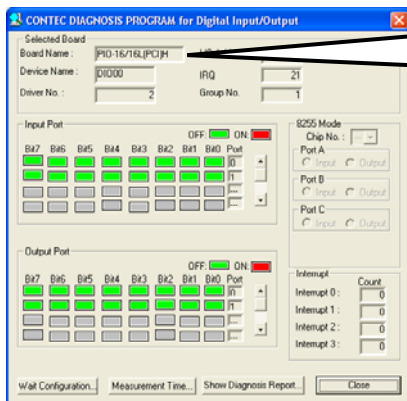 CONTEC DIAGNOSIS PROGRAM for Digital Input/Output
Selected Board
Board Name : PIO-16/16L(PCI)H
Device Name : DIO00 IRQ 21
Driver No. : 2 Group No. 1
Input Port
OFF: ON:
Bit7 Bit6 Bit5 Bit4 Bit3 Bit2 Bit1 Bit0 Port
0
1
...
...
8255 Mode
Chip No. : --
Port A
Input Output
Port B
Input Output
Port C
Input Output
Output Port
OFF: ON:
Bit7 Bit6 Bit5 Bit4 Bit3 Bit2 Bit1 Bit0 Port
0
1
...
...
Interrupt
Count
Interrupt 0 : 0
Interrupt 1 : 0
Interrupt 2 : 0
Interrupt 3 : 0
Wait Configuration... Measurement Time... Show Diagnosis Report... Close